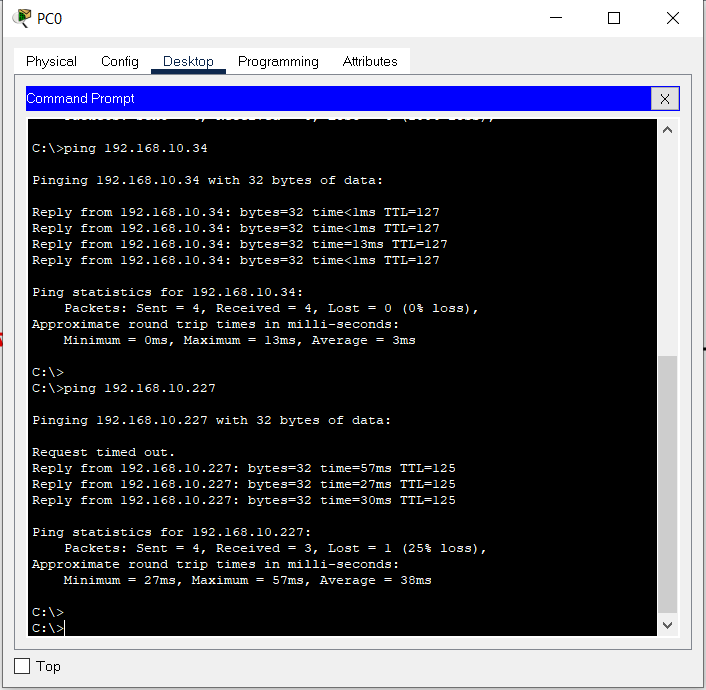 PC0
Physical Config Desktop Programming Attributes
Command Prompt
X
C:\>ping 192.168.10.34
Pinging 192.168.10.34 with 32 bytes of data:
Reply from 192.168.10.34: bytes=32 time<1ms TTL=127
Reply from 192.168.10.34: bytes=32 time<1ms TTL=127
Reply from 192.168.10.34: bytes=32 time=13ms TTL=127
Reply from 192.168.10.34: bytes=32 time<1ms TTL=127
Ping statistics for 192.168.10.34:
Packets: Sent = 4, Received = 4, Lost = 0 (0% loss),
Approximate round trip times in milli-seconds:
Minimum = 0ms, Maximum = 13ms, Average = 3ms
C:\>
C:\>ping 192.168.10.227
Pinging 192.168.10.227 with 32 bytes of data:
Request timed out.
Reply from 192.168.10.227: bytes=32 time=57ms TTL=125
Reply from 192.168.10.227: bytes=32 time=27ms TTL=125
Reply from 192.168.10.227: bytes=32 time=30ms TTL=125
Ping statistics for 192.168.10.227:
Packets: Sent = 4, Received = 3, Lost = 1 (25% loss),
Approximate round trip times in milli-seconds:
Minimum = 27ms, Maximum = 57ms, Average = 38ms
C:\>
C:\>
Top